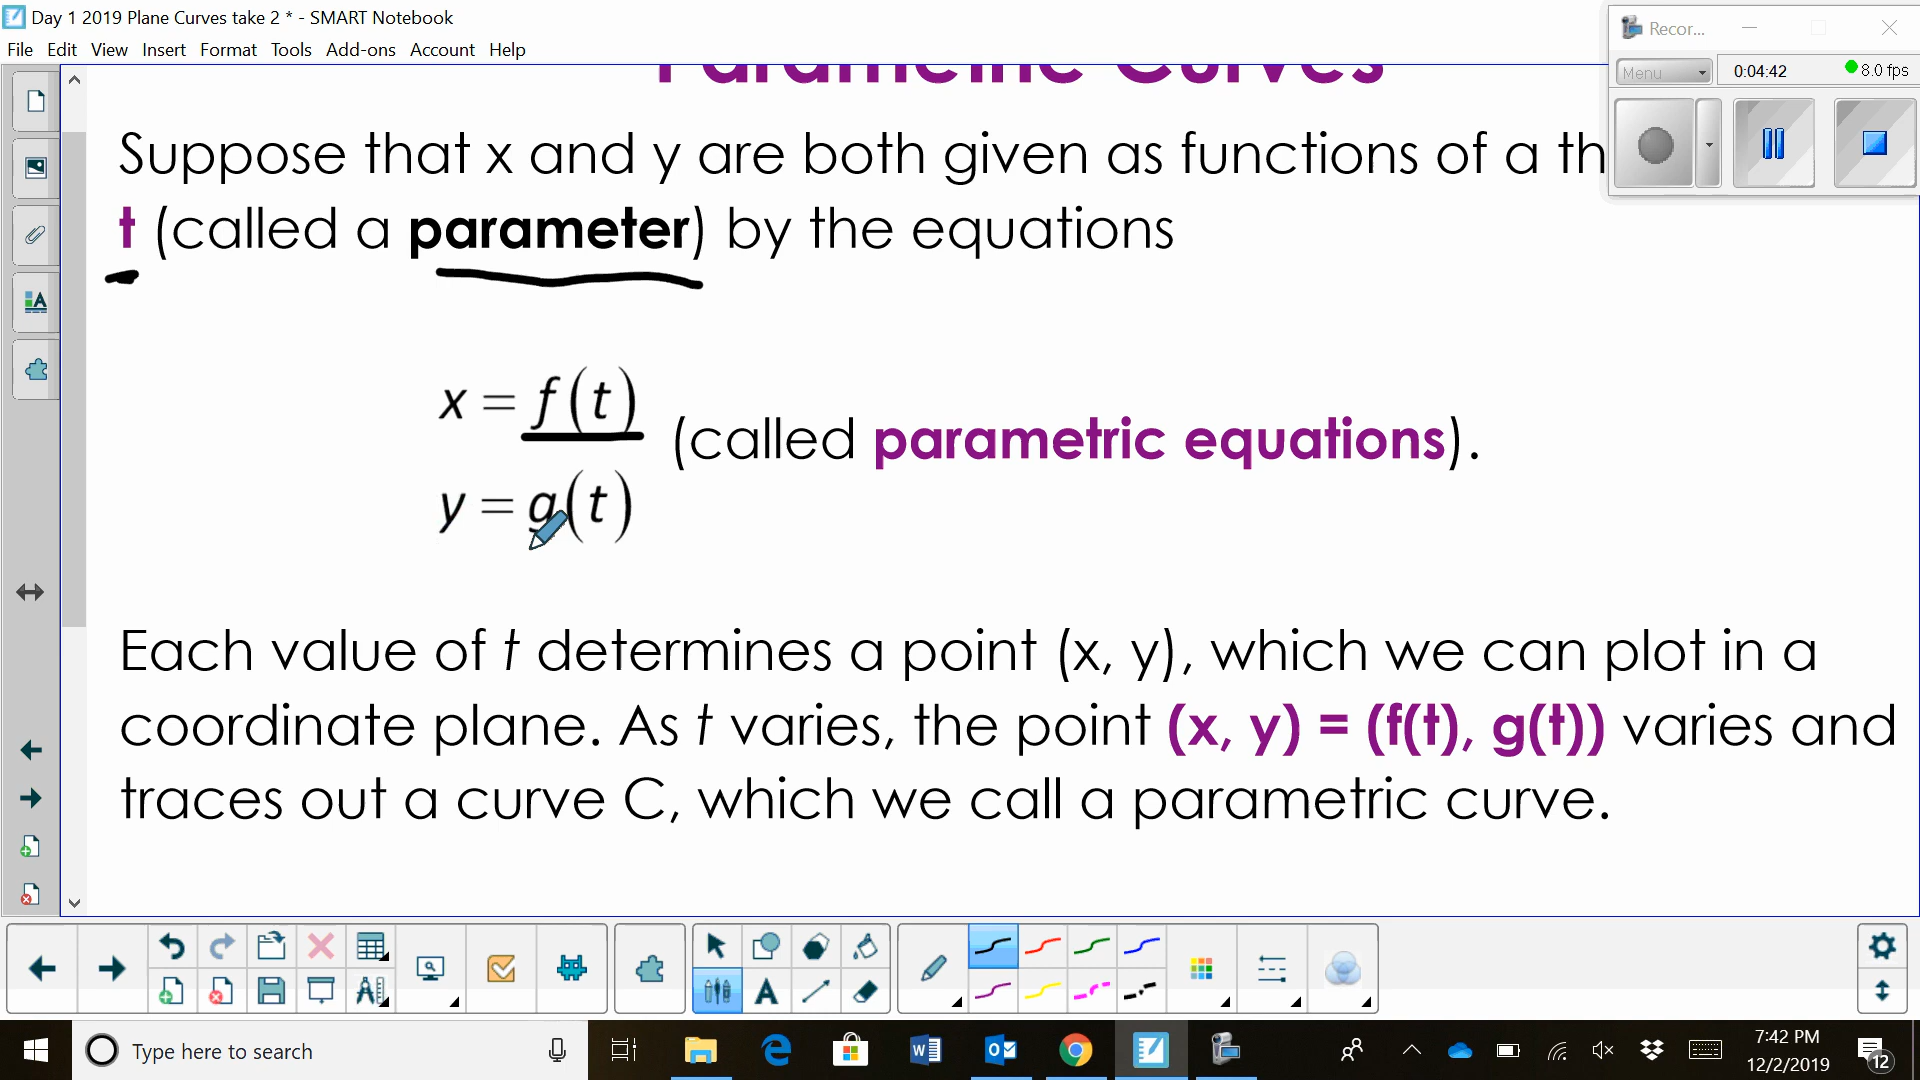 Day 1 2019 Plane Curves take 2 * - SMART Notebook
File Edit View Insert Format Tools Add-ons Account Help
Recor...
Menu 0:04:42 8.0 fps
Parametric Curves
Suppose that x and y are both given as functions of a th
t (called a parameter) by the equations
x = f(t)
(called parametric equations).
y = g(t)
Each value of t determines a point (x, y), which we can plot in a
coordinate plane. As t varies, the point (x, y) = (f(t), g(t)) varies and
traces out a curve C, which we call a parametric curve.
Type here to search
7:42 PM
12/2/2019
12